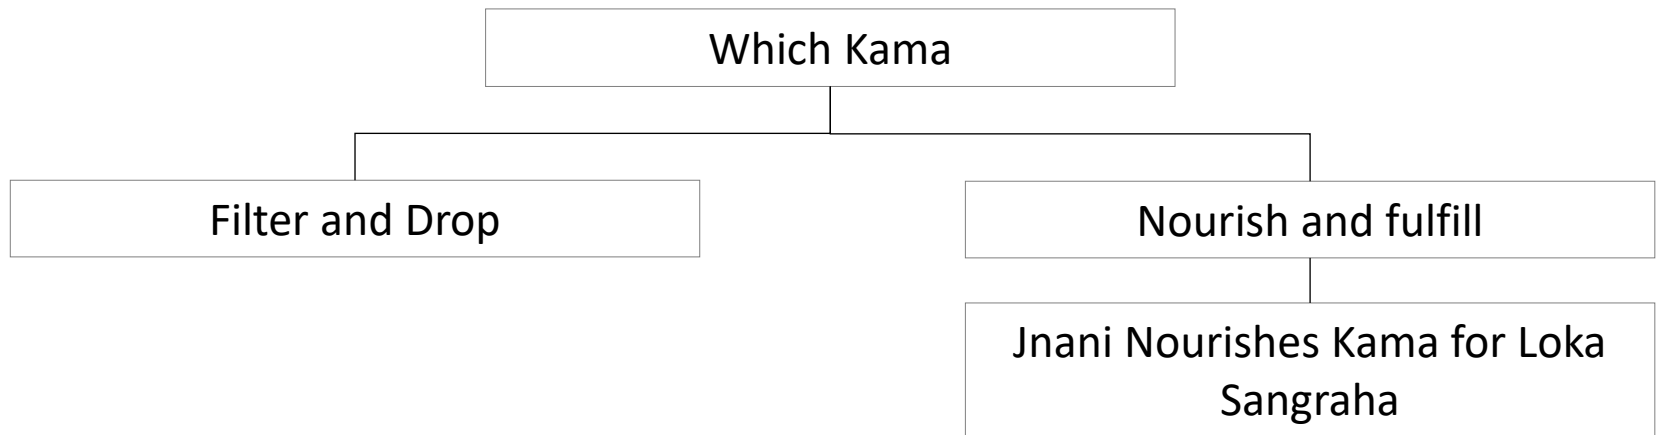 Which Kama
Filter and Drop
Nourish and fulfill
Jnani Nourishes Kama for Loka
Sangraha